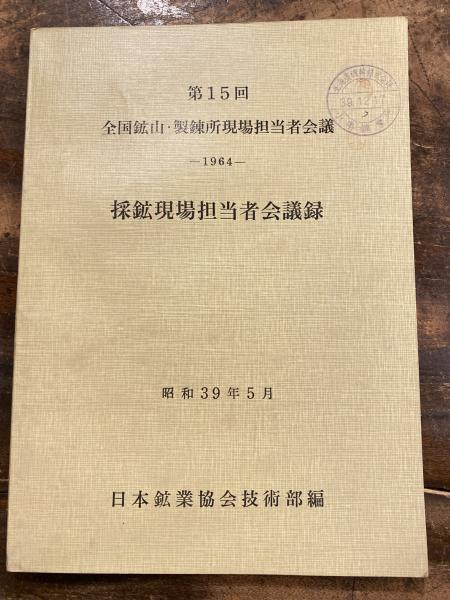 第15回
全国鉱山・製錬所現場担当者会議
―1964―
採鉱現場担当者会議録
昭和39年5月
日本鉱業協会技術部編
39.12.